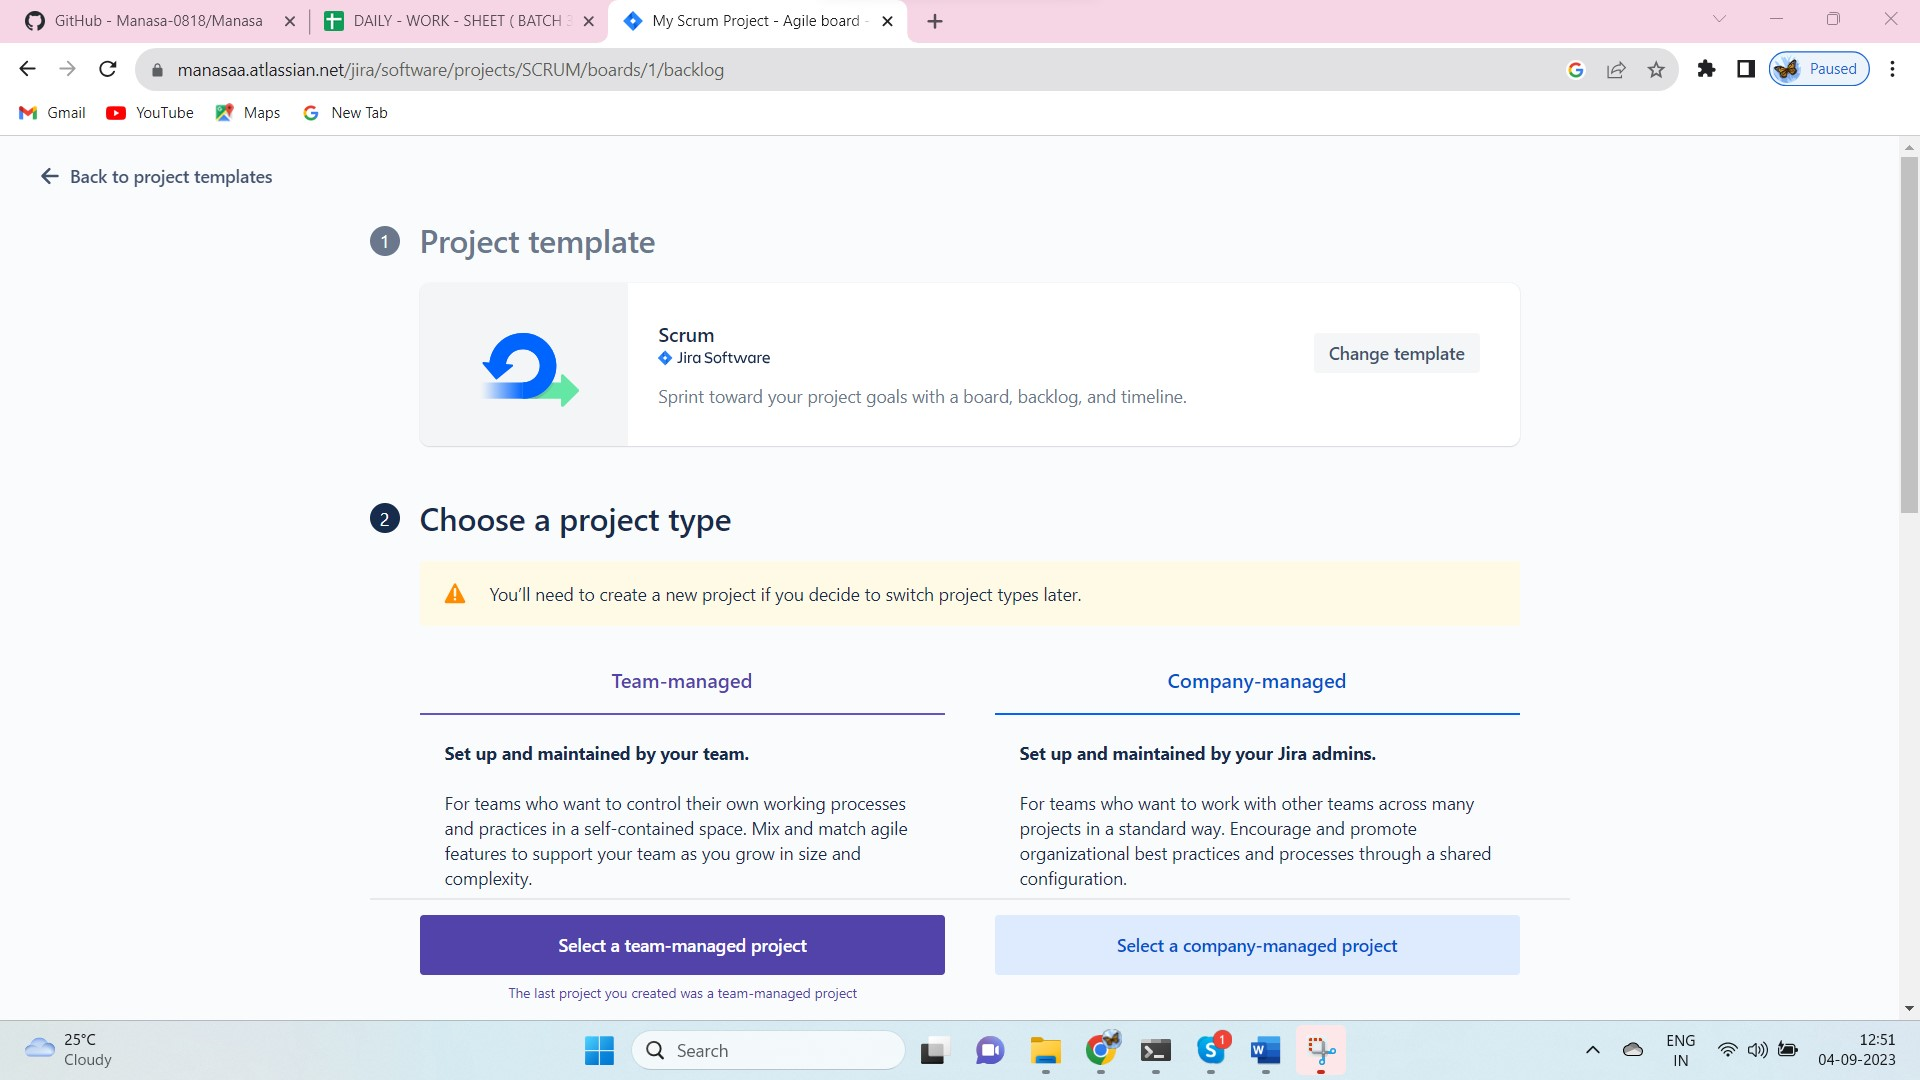 GitHub - Manasa-0818/Manasa
DAILY - WORK - SHEET ( BATCH 3
My Scrum Project - Agile board -
manasaa.atlassian.net/jira/software/projects/SCRUM/boards/1/backlog
Paused
Gmail
YouTube
Maps
New Tab
Back to project templates
1 Project template
Scrum
Jira Software
Sprint toward your project goals with a board, backlog, and timeline.
Change template
2 Choose a project type
You’ll need to create a new project if you decide to switch project types later.
Team-managed
Set up and maintained by your team.
For teams who want to control their own working processes
and practices in a self-contained space. Mix and match agile
features to support your team as you grow in size and
complexity.
Select a team-managed project
The last project you created was a team-managed project
Company-managed
Set up and maintained by your Jira admins.
For teams who want to work with other teams across many
projects in a standard way. Encourage and promote
organizational best practices and processes through a shared
configuration.
Select a company-managed project
25°C
Cloudy
Search
1
ENG
IN
12:51
04-09-2023